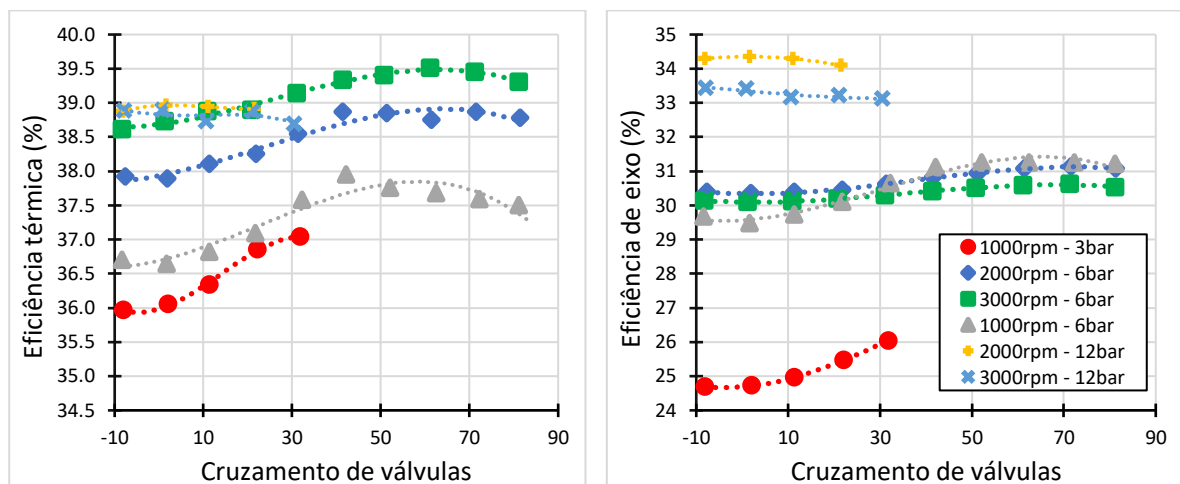 Eficiência térmica (%)
40.0
39.5
39.0
38.5
38.0
37.5
37.0
36.5
36.0
35.5
35.0
34.5
-10 10 30 50 70 90
Cruzamento de válvulas
Eficiência de eixo (%)
35
34
33
32
31
30
29
28
27
26
25
24
-10 10 30 50 70 90
Cruzamento de válvulas
1000rpm - 3bar
2000rpm - 6bar
3000rpm - 6bar
1000rpm - 6bar
2000rpm - 12bar
3000rpm - 12bar